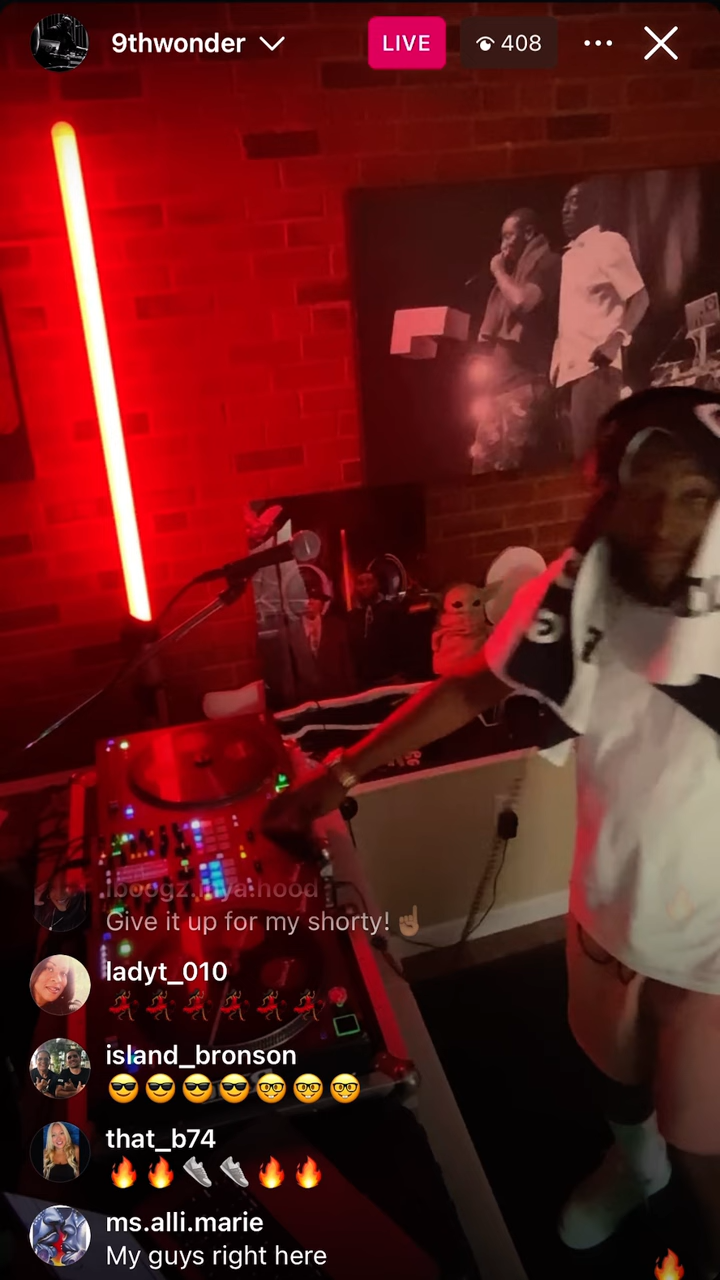 9thwonder
LIVE
408
Give it up for my shorty! ☝🏼
ladyt_010
💃🏿💃🏿💃🏿💃🏿💃🏿💃🏿🌹
island_bronson
😎😎😎😎🤓🤓🤓
that_b74
🔥🔥👟👟🔥🔥
ms.alli.marie
My guys right here